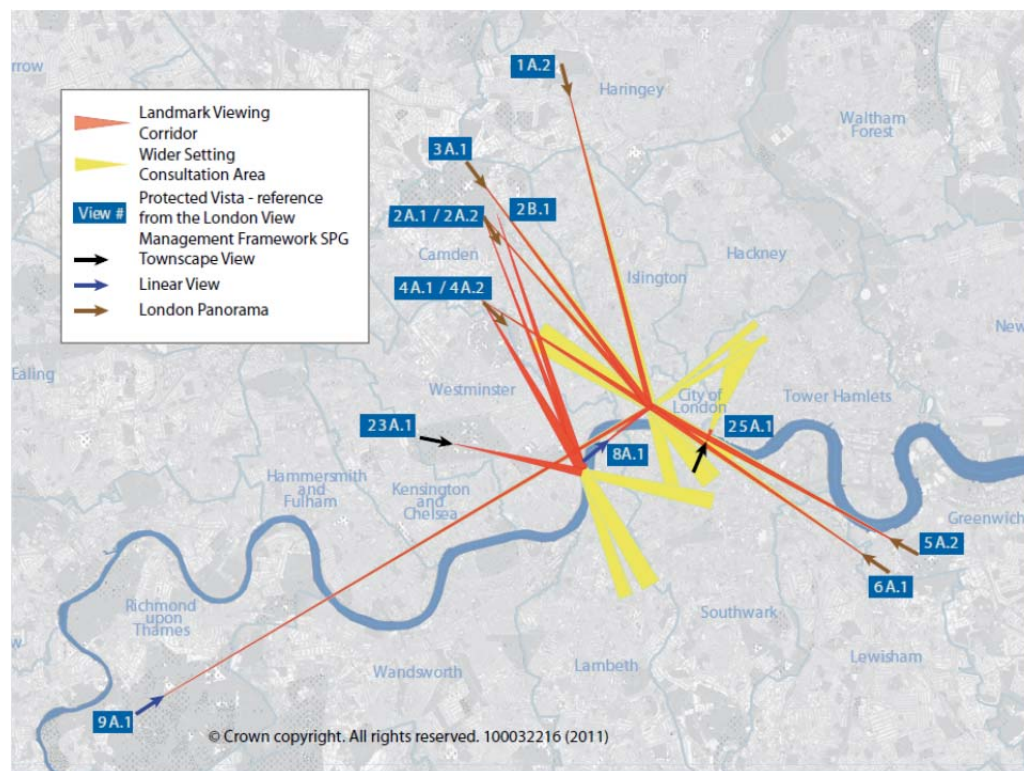 1A.2
Haringey
rrow
Waltham
Forest
Landmark Viewing
Corridor
Wider Setting
Consultation Area
View #
Protected Vista - reference
from the London View
Management Framework SPG
Townscape View
Linear View
London Panorama
3A.1
2A.1 / 2A.2
2B.1
Camden
Hackney
Islington
4A.1 / 4A.2
New
Ealing
Westminster
City of
London
Tower Hamlets
23A.1
25A.1
8A.1
Hammersmith
and
Fulham
Kensington
and
Chelsea
Greenwich
5A.2
6A.1
Richmond
upon
Thames
Southwark
w
Wandsworth
Lambeth
Lewisham
9A.1
© Crown copyright. All rights reserved. 100032216 (2011)